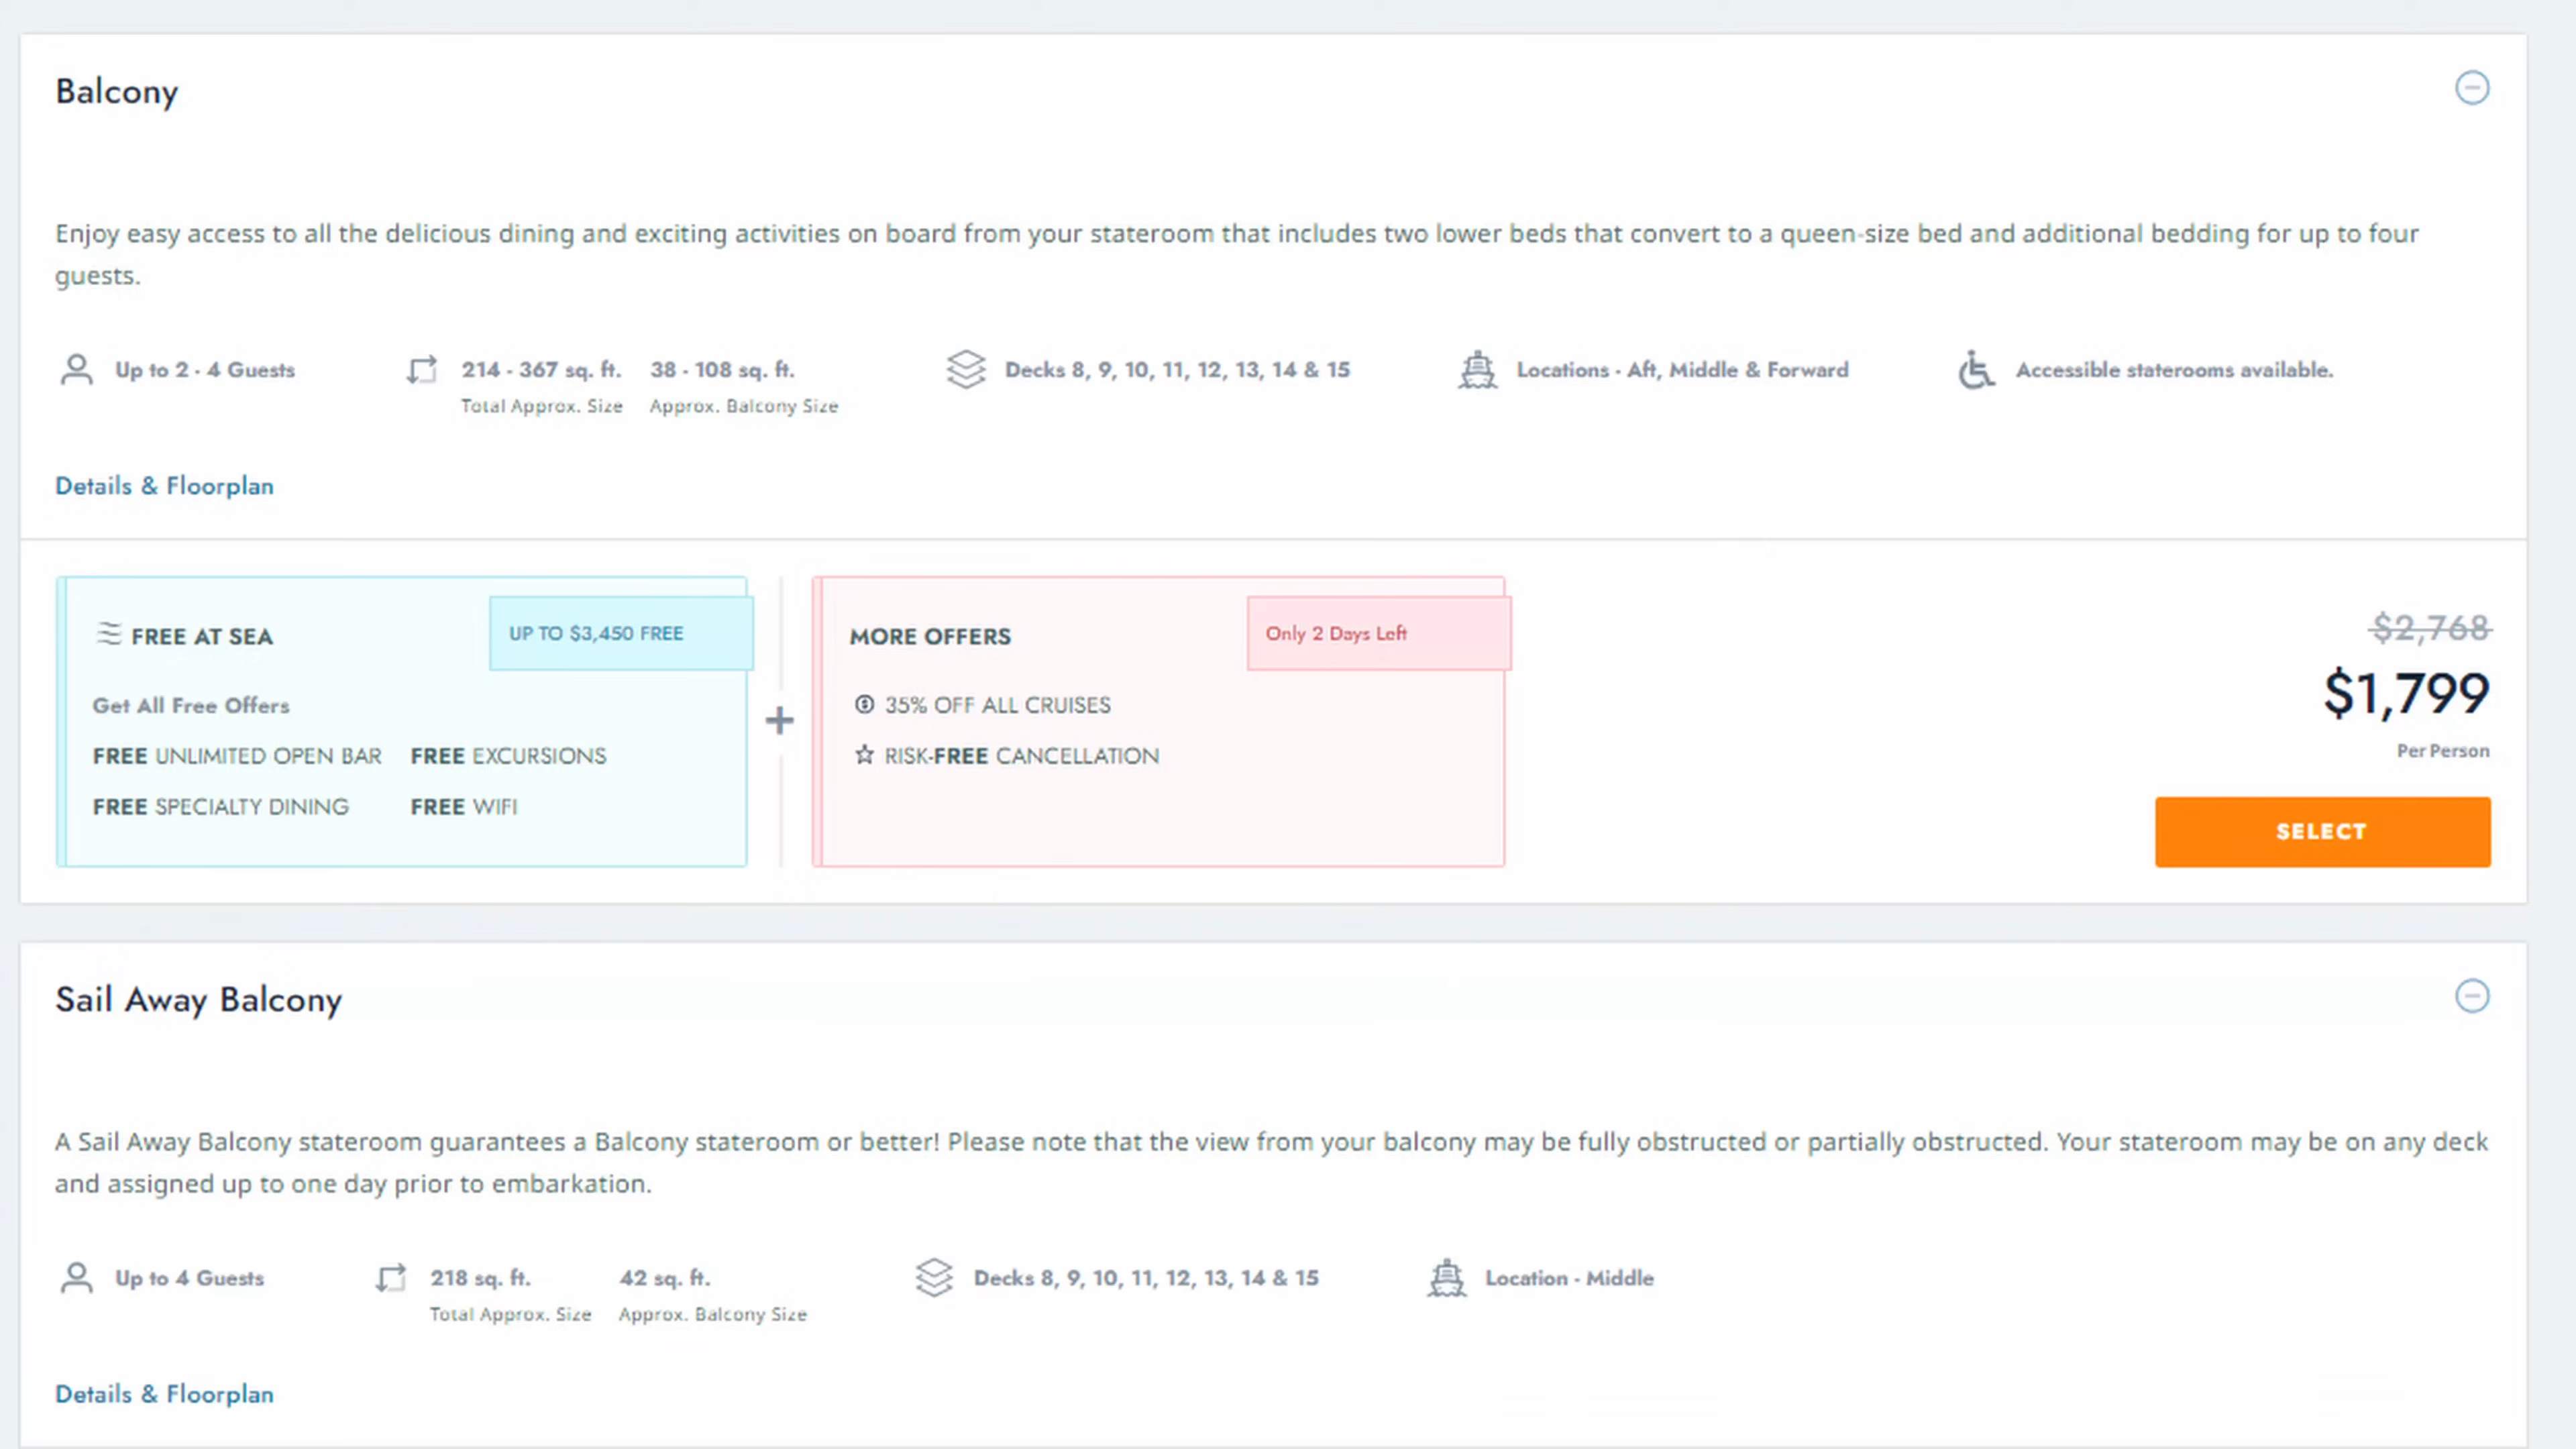 Balcony
Enjoy easy access to all the delicious dining and exciting activities on board from your stateroom that includes two lower beds that convert to a queen-size bed and additional bedding for up to four
guests.
Up to 2 - 4 Guests
214 - 367 sq. ft.
Total Approx. Size
38 - 108 sq. ft.
Approx. Balcony Size
Decks 8, 9, 10, 11, 12, 13, 14 & 15
Locations - Aft, Middle & Forward
Accessible staterooms available.
Details & Floorplan
FREE AT SEA
UP TO $3,450 FREE
Get All Free Offers
FREE UNLIMITED OPEN BAR
FREE EXCURSIONS
FREE SPECIALTY DINING
FREE WIFI
+
MORE OFFERS
Only 2 Days Left
35% OFF ALL CRUISES
RISK-FREE CANCELLATION
$2,768
$1,799
Per Person
SELECT
Sail Away Balcony
A Sail Away Balcony stateroom guarantees a Balcony stateroom or better! Please note that the view from your balcony may be fully obstructed or partially obstructed. Your stateroom may be on any deck
and assigned up to one day prior to embarkation.
Up to 4 Guests
218 sq. ft.
Total Approx. Size
42 sq. ft.
Approx. Balcony Size
Decks 8, 9, 10, 11, 12, 13, 14 & 15
Location - Middle
Details & Floorplan